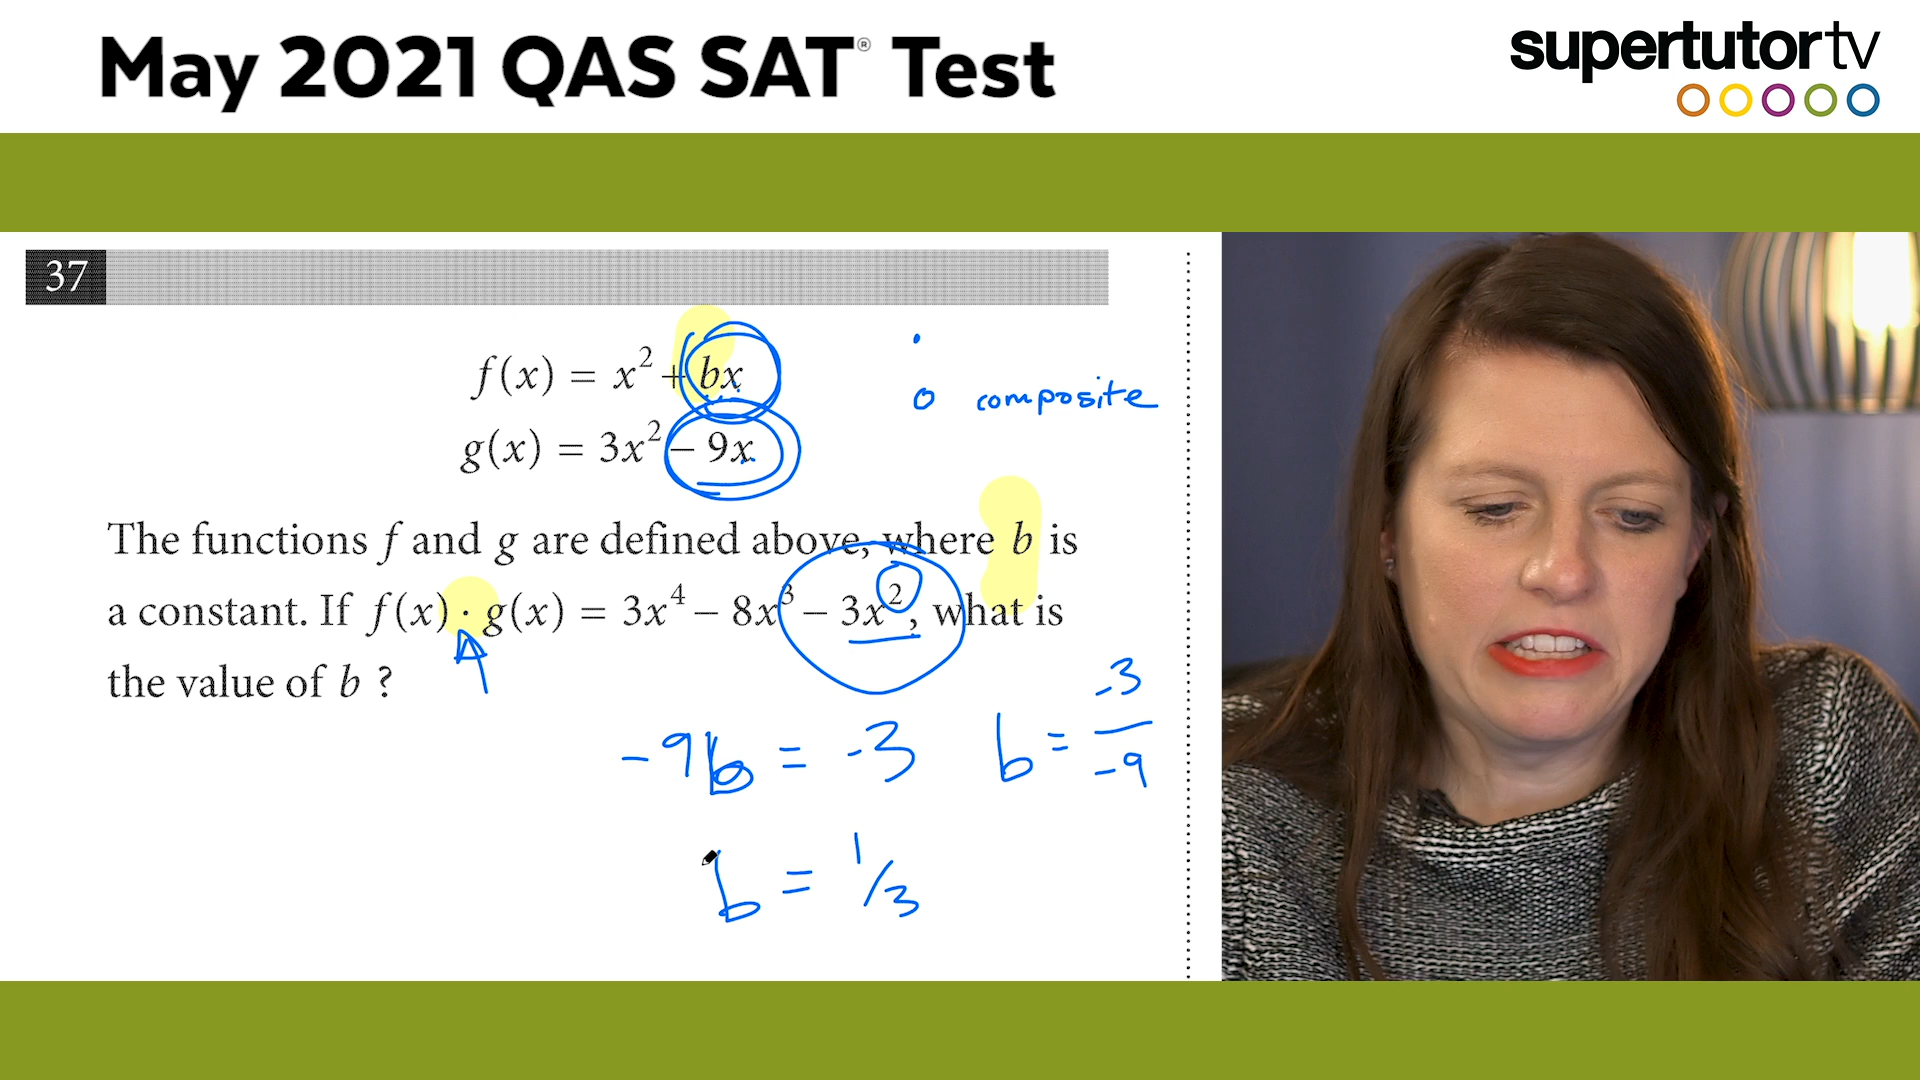 May 2021 QAS SAT® Test
supertutortv
37
f(x) = x² + bx
g(x) = 3x² − 9x
·
o composite
The functions f and g are defined above, where b is
a constant. If f(x) · g(x) = 3x⁴ − 8x³ − 3x², what is
the value of b ?
-9b = -3 b = -3/-9
b = 1/3